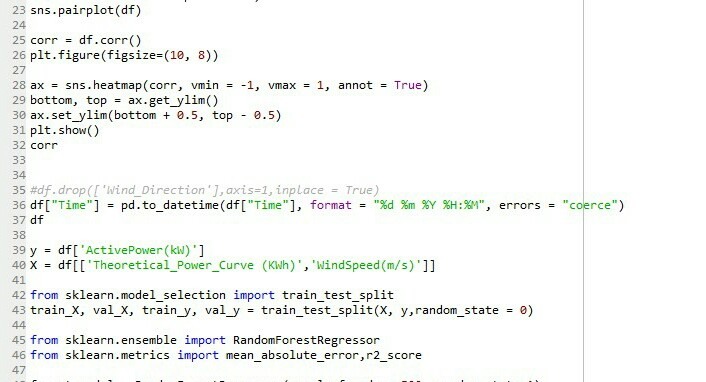 23 sns.pairplot(df)
24
25 corr = df.corr()
26 plt.figure(figsize=(10, 8))
27
28 ax = sns.heatmap(corr, vmin = -1, vmax = 1, annot = True)
29 bottom, top = ax.get_ylim()
30 ax.set_ylim(bottom + 0.5, top - 0.5)
31 plt.show()
32 corr
33
34
35 #df.drop(['Wind_Direction'],axis=1,inplace = True)
36 df["Time"] = pd.to_datetime(df["Time"], format = "%d %m %Y %H:%M", errors = "coerce")
37 df
38
39 y = df['ActivePower(kW)']
40 X = df[['Theoretical_Power_Curve (KWh)','WindSpeed(m/s)']]
41
42 from sklearn.model_selection import train_test_split
43 train_X, val_X, train_y, val_y = train_test_split(X, y,random_state = 0)
44
45 from sklearn.ensemble import RandomForestRegressor
46 from sklearn.metrics import mean_absolute_error,r2_score
47